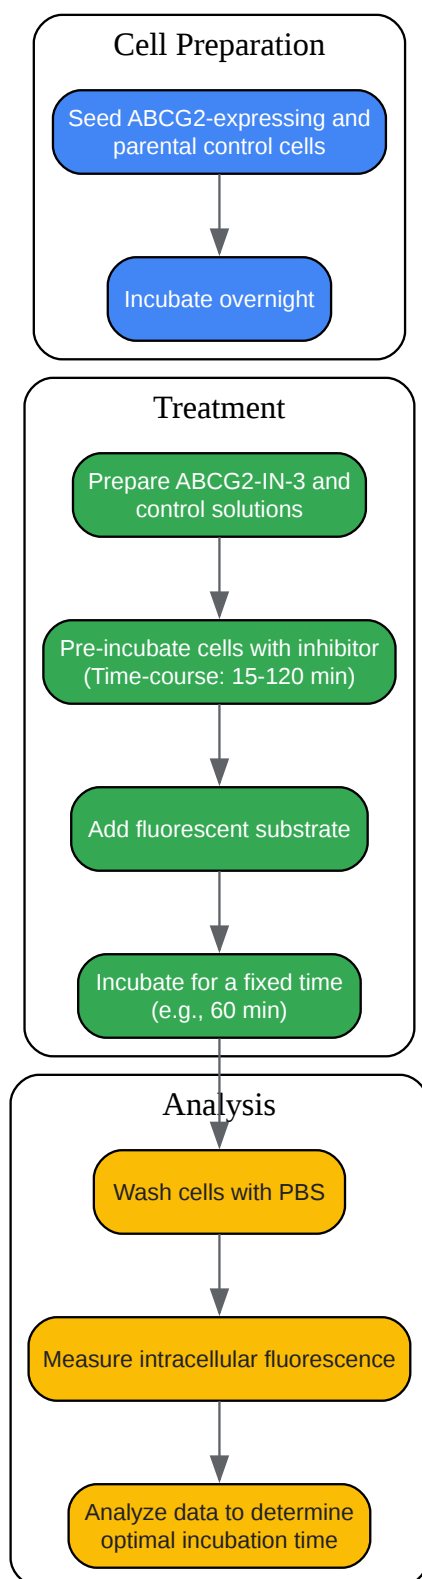 Cell Preparation
Seed ABCG2-expressing and
parental control cells
Incubate overnight
Treatment
Prepare ABCG2-IN-3 and
control solutions
Pre-incubate cells with inhibitor
(Time-course: 15-120 min)
Add fluorescent substrate
Incubate for a fixed time
(e.g., 60 min)
Analysis
Wash cells with PBS
Measure intracellular fluorescence
Analyze data to determine
optimal incubation time